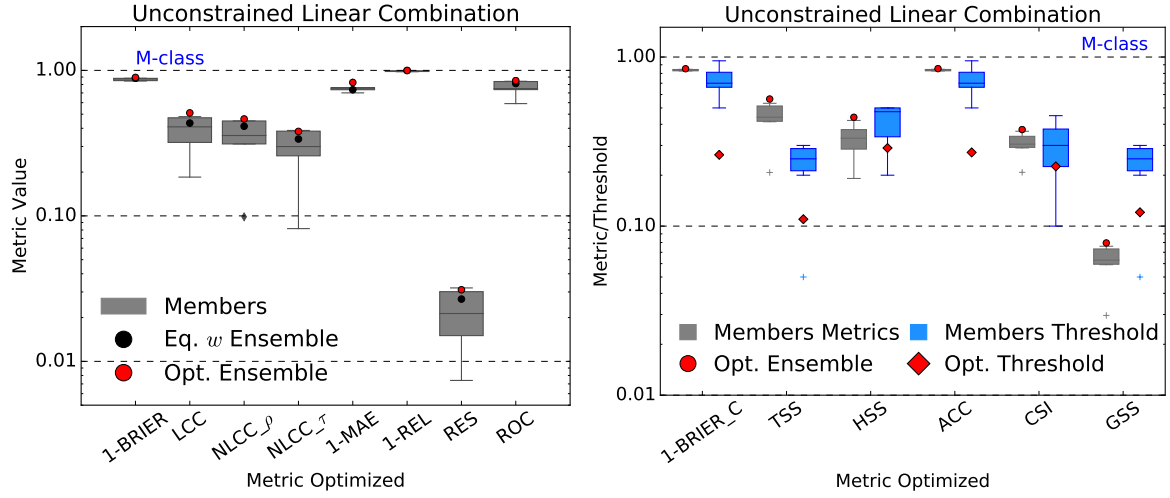 Unconstrained Linear Combination
M-class
1.00
0.10
0.01
Metric Value
Members
Eq. w Ensemble
Opt. Ensemble
1-BRIER
LCC
NLCC_ρ
NLCC_τ
1-MAE
1-REL
RES
ROC
Metric Optimized
Unconstrained Linear Combination
M-class
1.00
0.10
0.01
Metric/Threshold
Members Metrics
Members Threshold
Opt. Ensemble
Opt. Threshold
1-BRIER_C
TSS
HSS
ACC
CSI
GSS
Metric Optimized